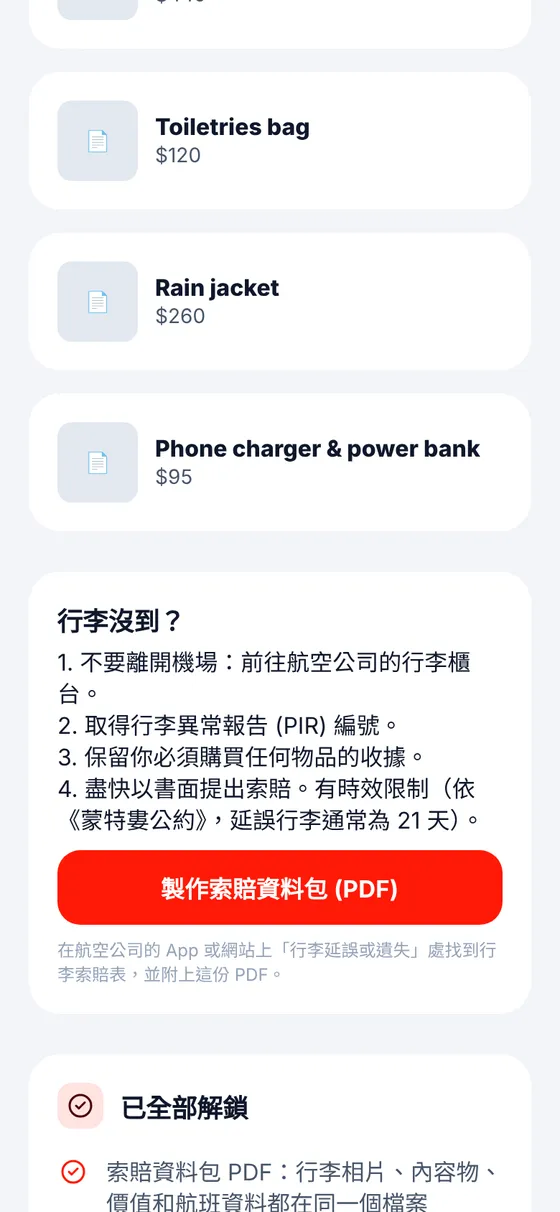 Toiletries bag
$120
Rain jacket
$260
Phone charger & power bank
$95
行李沒到？
1. 不要離開機場：前往航空公司的行李櫃
台。
2. 取得行李異常報告 (PIR) 編號。
3. 保留你必須購買任何物品的收據。
4. 盡快以書面提出索賠。有時效限制（依
《蒙特婁公約》，延誤行李通常為 21 天）。
製作索賠資料包 (PDF)
在航空公司的 App 或網站上「行李延誤或遺失」處找到行
李索賠表，並附上這份 PDF。
已全部解鎖
索賠資料包 PDF：行李相片、內容物、
價值和航班資料都在同一個檔案